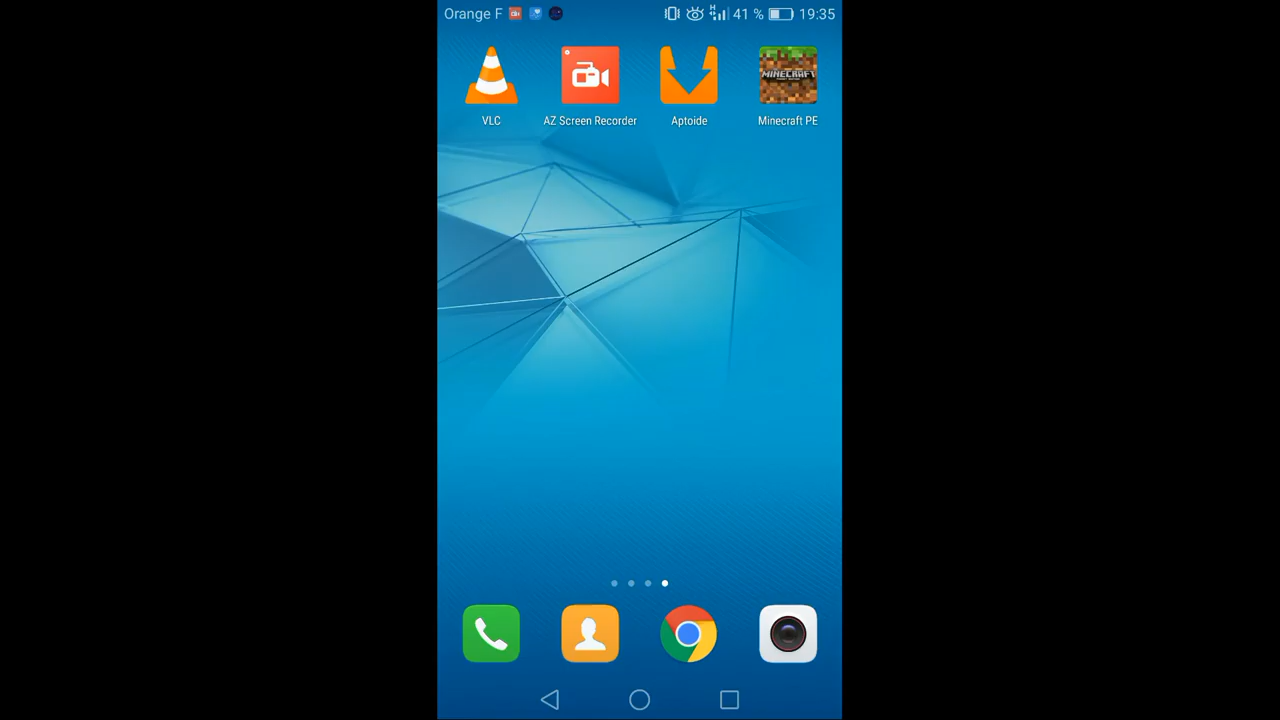 Orange F H 41 % 19:35
MINECRAFT
VLC AZ Screen Recorder Aptoide Minecraft PE